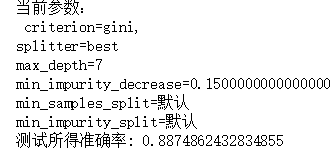 当前参数：
criterion=gini,
splitter=best
max_depth=7
min_impurity_decrease=0.1500000000000000
min_samples_split=默认
min_impurity_split=默认
测试所得准确率: 0.8874862432834855